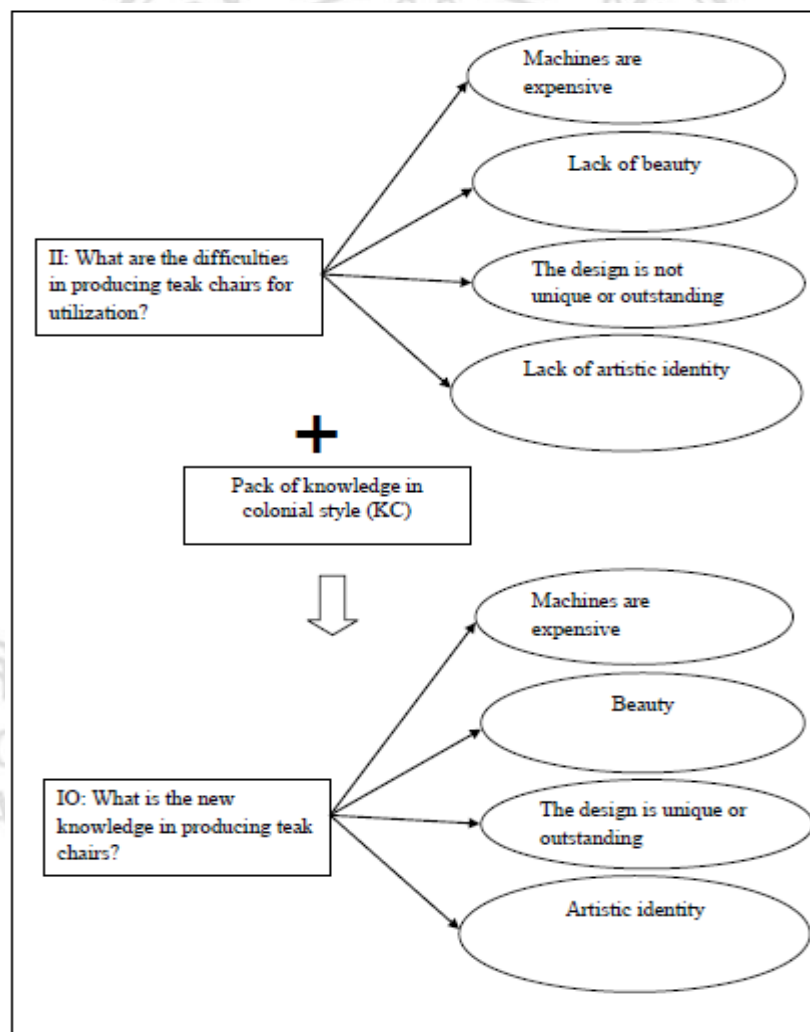 Machines are
expensive
Lack of beauty
II: What are the difficulties
in producing teak chairs for
utilization?
The design is not
unique or outstanding
Lack of artistic identity
+
Pack of knowledge in
colonial style (KC)
Machines are
expensive
Beauty
IO: What is the new
knowledge in producing teak
chairs?
The design is unique or
outstanding
Artistic identity